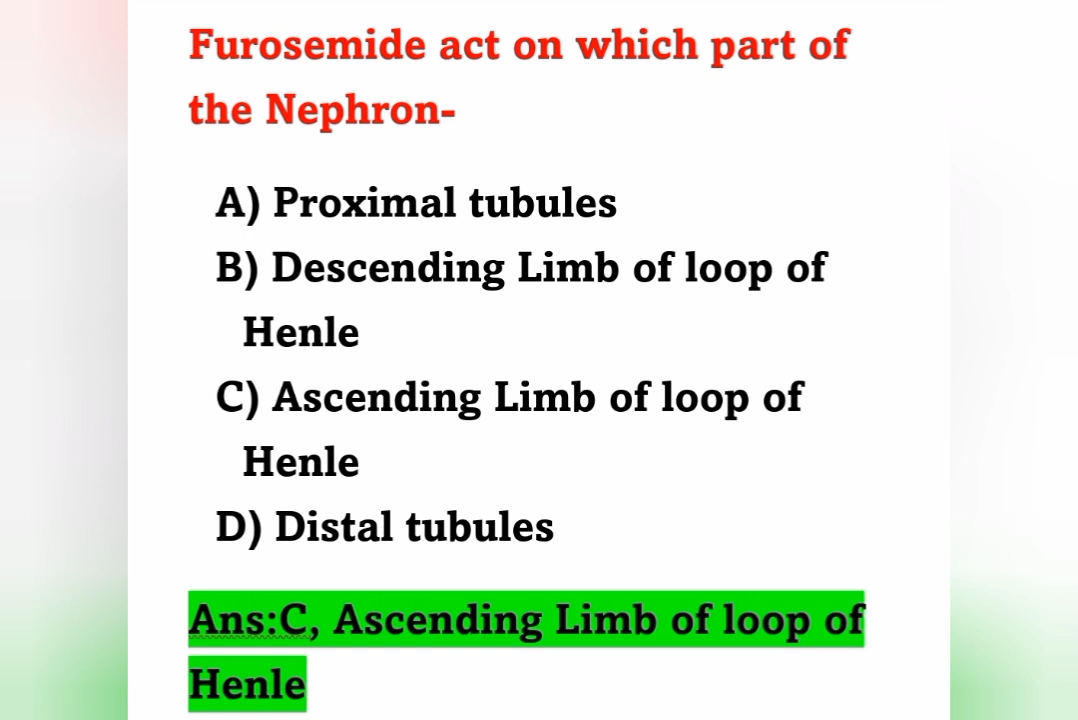 Furosemide act on which part of
the Nephron-
A) Proximal tubules
B) Descending Limb of loop of
Henle
C) Ascending Limb of loop of
Henle
D) Distal tubules
Ans:C, Ascending Limb of loop of
Henle